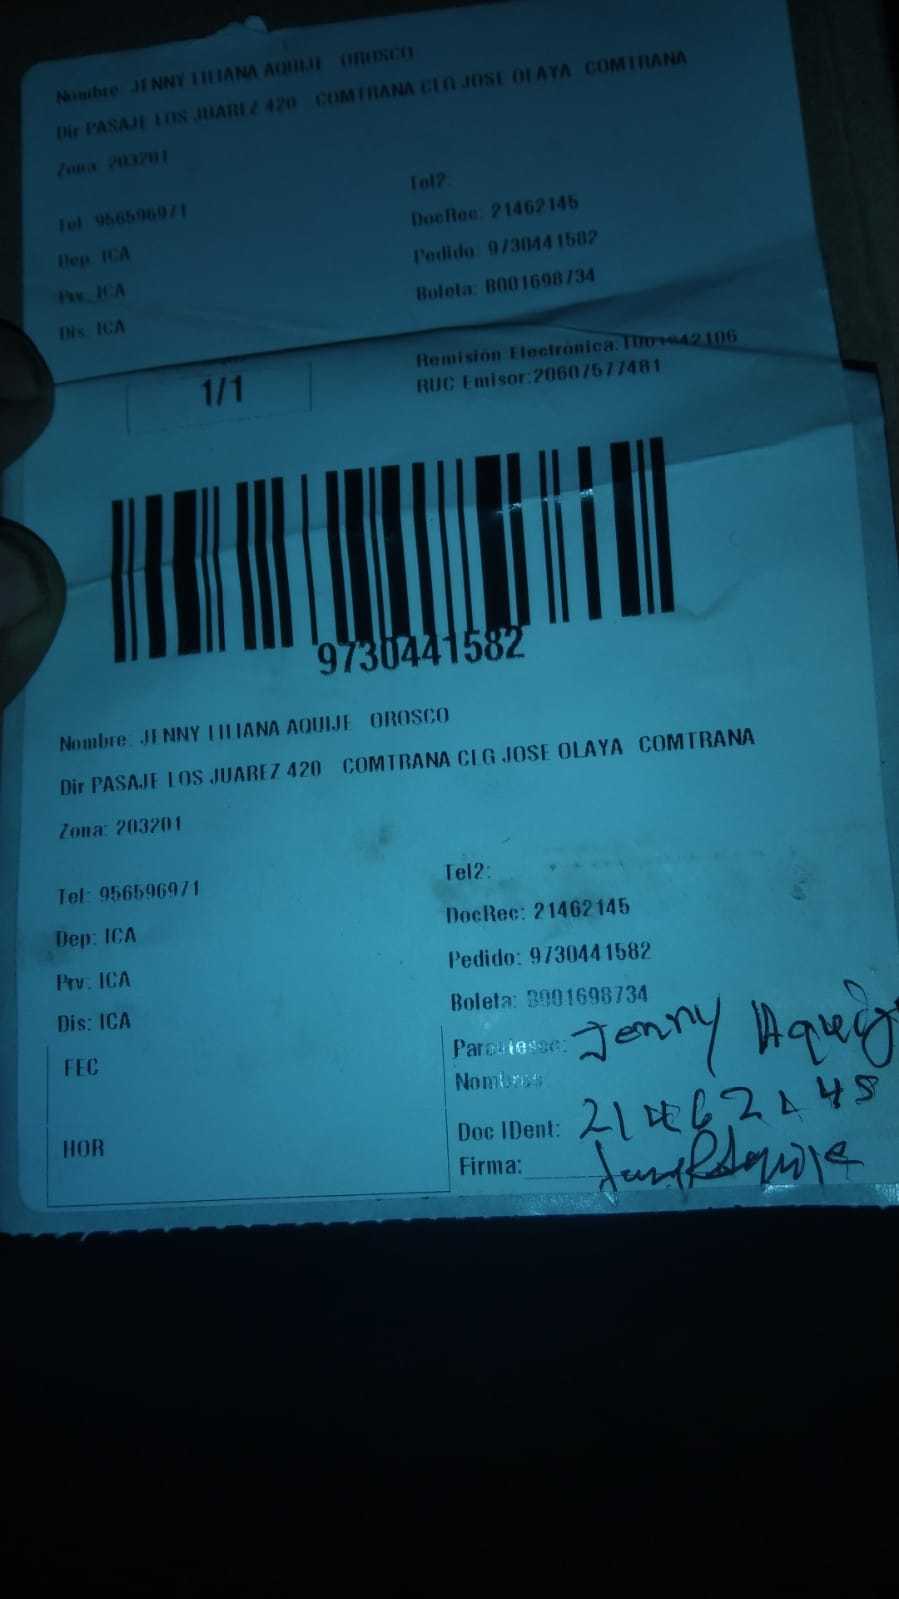 Nombre: JENNY LILIANA AQUIJE OROSCO
Dir PASAJE LOS JUAREZ 420 COMTRANA CLG JOSE OLAYA COMTRANA
Zona: 203201
Tel: 956596971
Tel2:
Dep: ICA
DocRec: 21462145
Prv: ICA
Pedido: 9730441582
Dis: ICA
Boleta: B001698734
1/1
Remisión Electrónica:
RUC Emisor:20607577481
9730441582
Nombre: JENNY LILIANA AQUIJE OROSCO
Dir PASAJE LOS JUAREZ 420 COMTRANA CLG JOSE OLAYA COMTRANA
Zona: 203201
Tel: 956596971
Tel2:
Dep: ICA
DocRec: 21462145
Prv: ICA
Pedido: 9730441582
Dis: ICA
Boleta: B001698734
FEC
Parentesco: Jenny
Nombres
HOR
Doc IDent:
Firma: